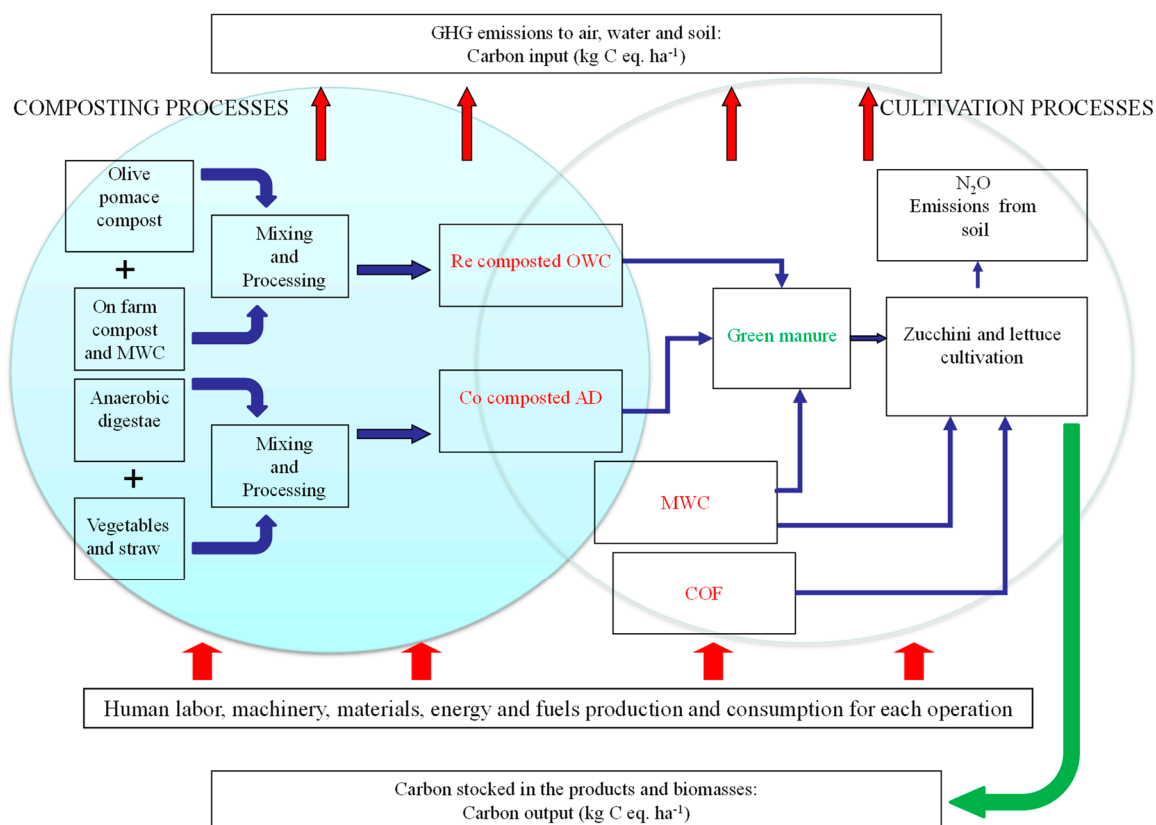 GHG emissions to air, water and soil:
Carbon input (kg C eq. ha⁻¹)
COMPOSTING PROCESSES
CULTIVATION PROCESSES
Olive
pomace
compost
+
On farm
compost
and MWC
Mixing
and
Processing
Re composted OWC
Anaerobic
digestae
+
Vegetables
and straw
Mixing
and
Processing
Co composted AD
Green manure
N₂O
Emissions from
soil
Zucchini and lettuce
cultivation
MWC
COF
Human labor, machinery, materials, energy and fuels production and consumption for each operation
Carbon stocked in the products and biomasses:
Carbon output (kg C eq. ha⁻¹)